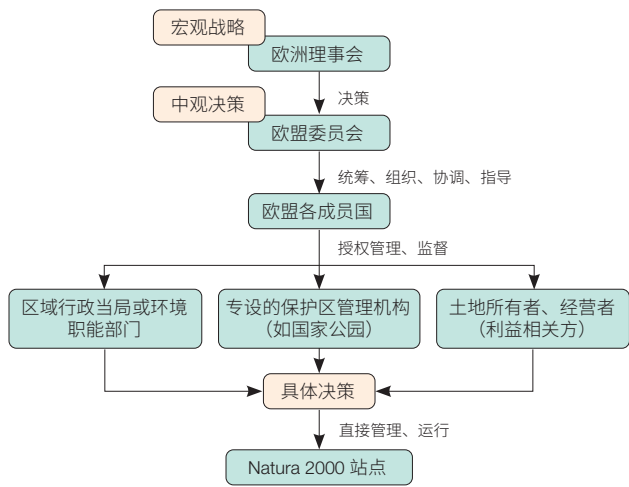 宏观战略
欧洲理事会
决策
中观决策
欧盟委员会
统筹、组织、协调、指导
欧盟各成员国
授权管理、监督
区域行政当局或环境
职能部门
专设的保护区管理机构
（如国家公园）
土地所有者、经营者
（利益相关方）
具体决策
直接管理、运行
Natura 2000 站点